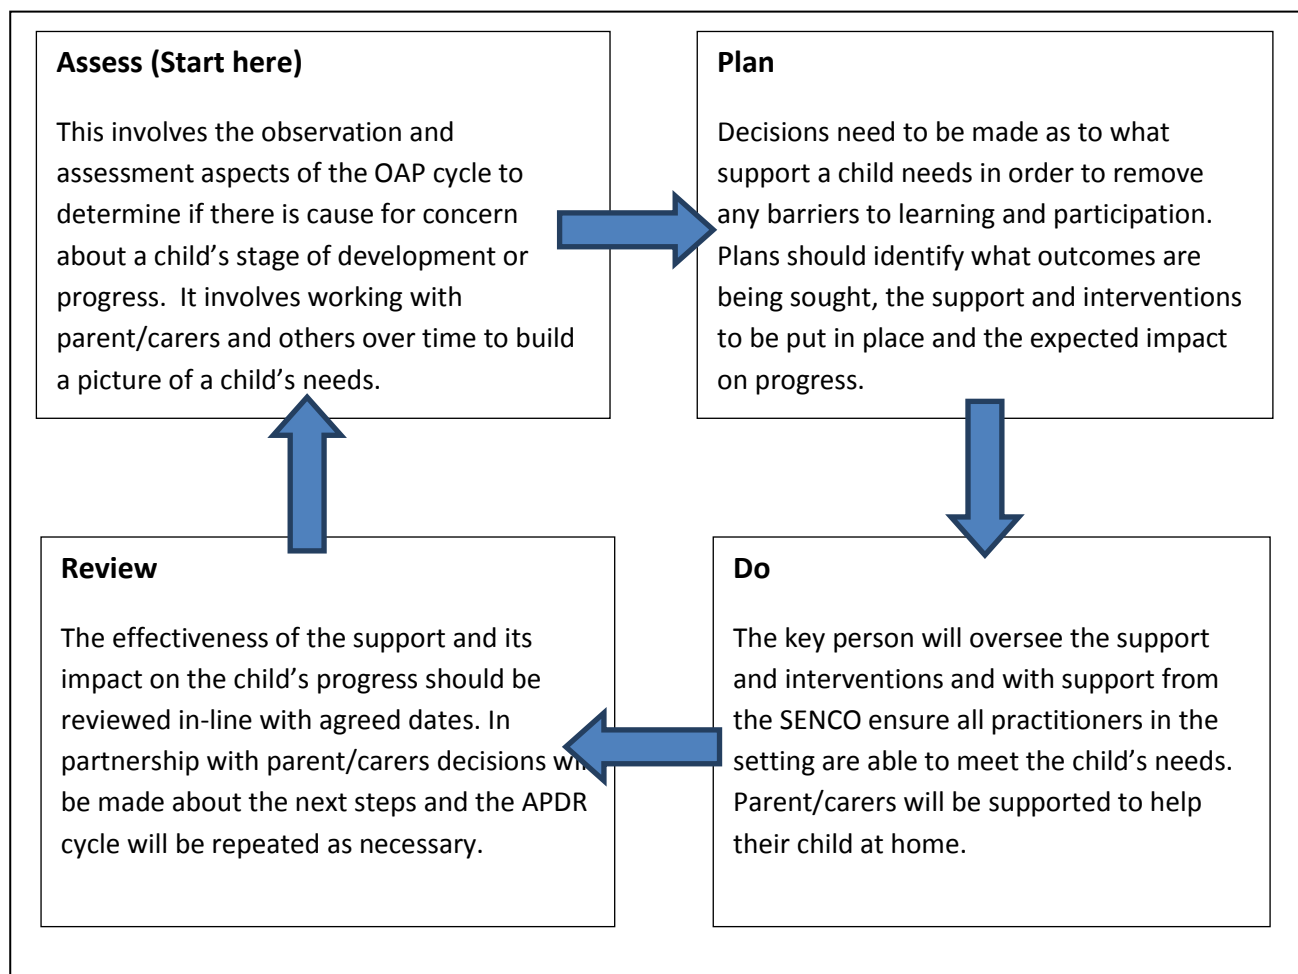 Assess (Start here)
This involves the observation and
assessment aspects of the OAP cycle to
determine if there is cause for concern
about a child’s stage of development or
progress.  It involves working with
parent/carers and others over time to build
a picture of a child’s needs.
Plan
Decisions need to be made as to what
support a child needs in order to remove
any barriers to learning and participation.
Plans should identify what outcomes are
being sought, the support and interventions
to be put in place and the expected impact
on progress.
Do
The key person will oversee the support
and interventions and with support from
the SENCO ensure all practitioners in the
setting are able to meet the child’s needs.
Parent/carers will be supported to help
their child at home.
Review
The effectiveness of the support and its
impact on the child’s progress should be
reviewed in-line with agreed dates. In
partnership with parent/carers decisions will
be made about the next steps and the APDR
cycle will be repeated as necessary.